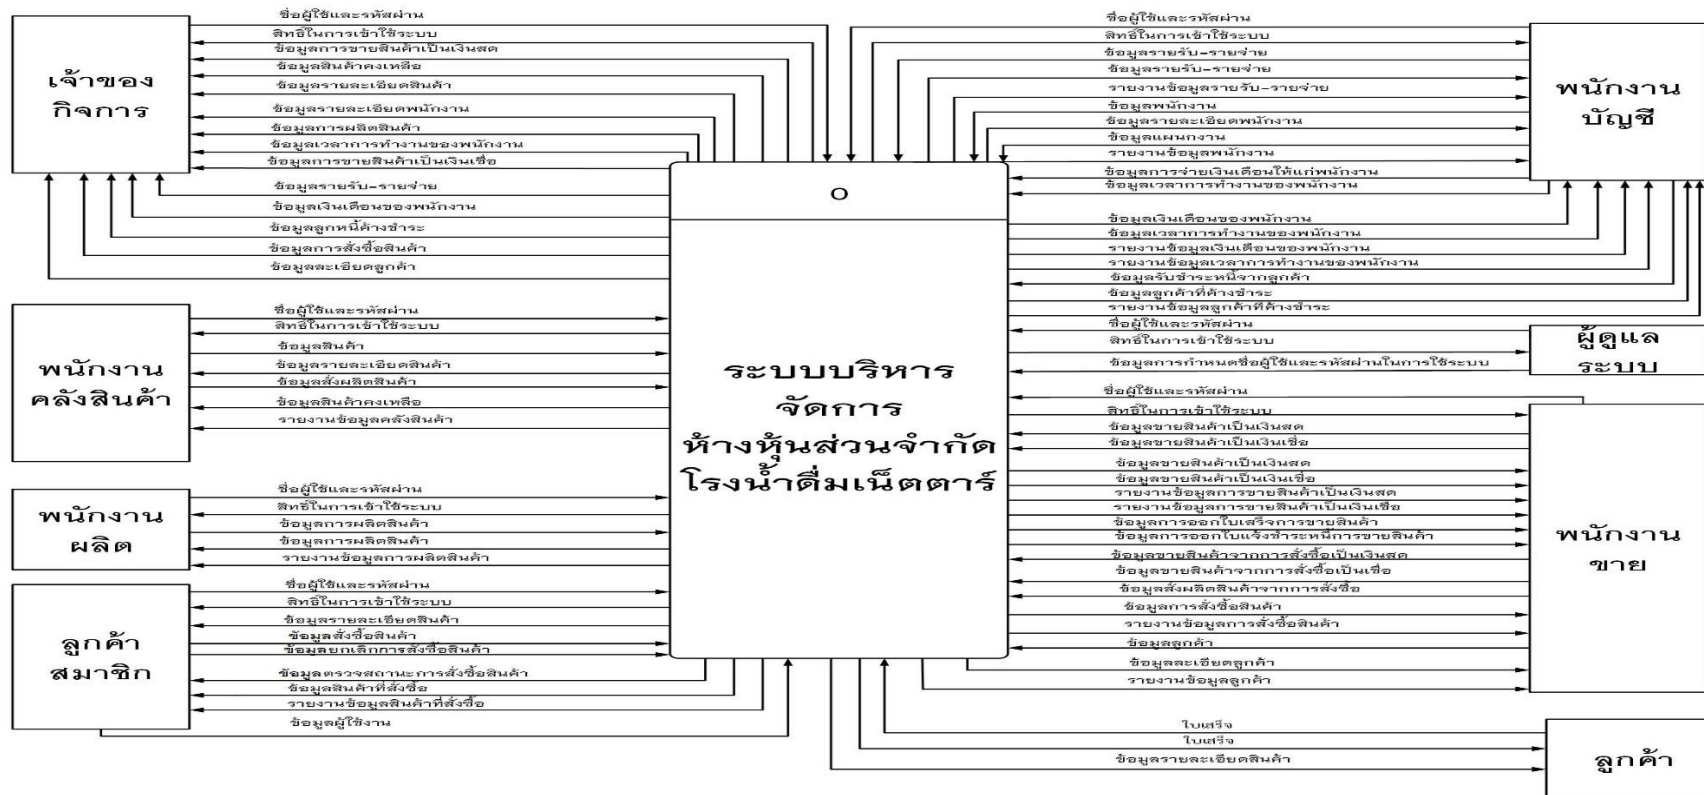 เจ้าของ
กิจการ
ชื่อผู้ใช้และรหัสผ่าน
สิทธิ์ในการเข้าใช้ระบบ
ข้อมูลการขายสินค้าเป็นเงินสด
ข้อมูลสินค้าคงเหลือ
ข้อมูลรายละเอียดสินค้า
ข้อมูลรายละเอียดพนักงาน
ข้อมูลการผลิตสินค้า
ข้อมูลเวลาการทำงานของพนักงาน
ข้อมูลการขายสินค้าเป็นเงินเชื่อ
ข้อมูลรายรับ-รายจ่าย
ข้อมูลเงินเดือนของพนักงาน
ข้อมูลลูกหนี้ค้างชำระ
ข้อมูลการสั่งซื้อสินค้า
ข้อมูลละเอียดลูกค้า
พนักงาน
คลังสินค้า
ชื่อผู้ใช้และรหัสผ่าน
สิทธิ์ในการเข้าใช้ระบบ
ข้อมูลสินค้า
ข้อมูลรายละเอียดสินค้า
ข้อมูลสั่งผลิตสินค้า
ข้อมูลสินค้าคงเหลือ
รายงานข้อมูลคลังสินค้า
พนักงาน
ผลิต
ชื่อผู้ใช้และรหัสผ่าน
สิทธิ์ในการเข้าใช้ระบบ
ข้อมูลการผลิตสินค้า
ข้อมูลการผลิตสินค้า
รายงานข้อมูลการผลิตสินค้า
ลูกค้า
สมาชิก
ชื่อผู้ใช้และรหัสผ่าน
สิทธิ์ในการเข้าใช้ระบบ
ข้อมูลรายละเอียดสินค้า
ข้อมูลสั่งซื้อสินค้า
ข้อมูลยกเลิกการสั่งซื้อสินค้า
ข้อมูลตรวจสถานะการสั่งซื้อสินค้า
ข้อมูลสินค้าที่สั่งซื้อ
รายงานข้อมูลสินค้าที่สั่งซื้อ
ข้อมูลผู้ใช้งาน
0
ระบบบริหาร
จัดการ
ห้างหุ้นส่วนจำกัด
โรงน้ำดื่มเน็ตตาร์
ชื่อผู้ใช้และรหัสผ่าน
สิทธิ์ในการเข้าใช้ระบบ
ข้อมูลรายรับ-รายจ่าย
ข้อมูลรายรับ-รายจ่าย
รายงานข้อมูลรายรับ-รายจ่าย
ข้อมูลพนักงาน
ข้อมูลรายละเอียดพนักงาน
ข้อมูลแผนกงาน
รายงานข้อมูลพนักงาน
ข้อมูลการจ่ายเงินเดือนให้แก่พนักงาน
ข้อมูลเวลาการทำงานของพนักงาน
ข้อมูลเงินเดือนของพนักงาน
ข้อมูลเวลาการทำงานของพนักงาน
รายงานข้อมูลเงินเดือนของพนักงาน
รายงานข้อมูลเวลาการทำงานของพนักงาน
ข้อมูลรับชำระหนี้จากลูกค้า
ข้อมูลลูกค้าที่ค้างชำระ
รายงานข้อมูลลูกค้าที่ค้างชำระ
พนักงาน
บัญชี
ชื่อผู้ใช้และรหัสผ่าน
สิทธิ์ในการเข้าใช้ระบบ
ข้อมูลการกำหนดชื่อผู้ใช้และรหัสผ่านในการใช้ระบบ
ผู้ดูแล
ระบบ
ชื่อผู้ใช้และรหัสผ่าน
สิทธิ์ในการเข้าใช้ระบบ
ข้อมูลขายสินค้าเป็นเงินสด
ข้อมูลขายสินค้าเป็นเงินเชื่อ
ข้อมูลขายสินค้าเป็นเงินสด
ข้อมูลขายสินค้าเป็นเงินเชื่อ
รายงานข้อมูลการขายสินค้าเป็นเงินสด
รายงานข้อมูลการขายสินค้าเป็นเงินเชื่อ
ข้อมูลการออกใบเสร็จการขายสินค้า
ข้อมูลการออกใบแจ้งชำระหนี้การขายสินค้า
ข้อมูลขายสินค้าจากการสั่งซื้อเป็นเงินสด
ข้อมูลขายสินค้าจากการสั่งซื้อเป็นเชื่อ
ข้อมูลสั่งผลิตสินค้าจากการสั่งซื้อ
ข้อมูลการสั่งซื้อสินค้า
รายงานข้อมูลการสั่งซื้อสินค้า
ข้อมูลลูกค้า
ข้อมูลละเอียดลูกค้า
รายงานข้อมูลลูกค้า
พนักงาน
ขาย
ใบเสร็จ
ใบเสร็จ
ข้อมูลรายละเอียดสินค้า
ลูกค้า